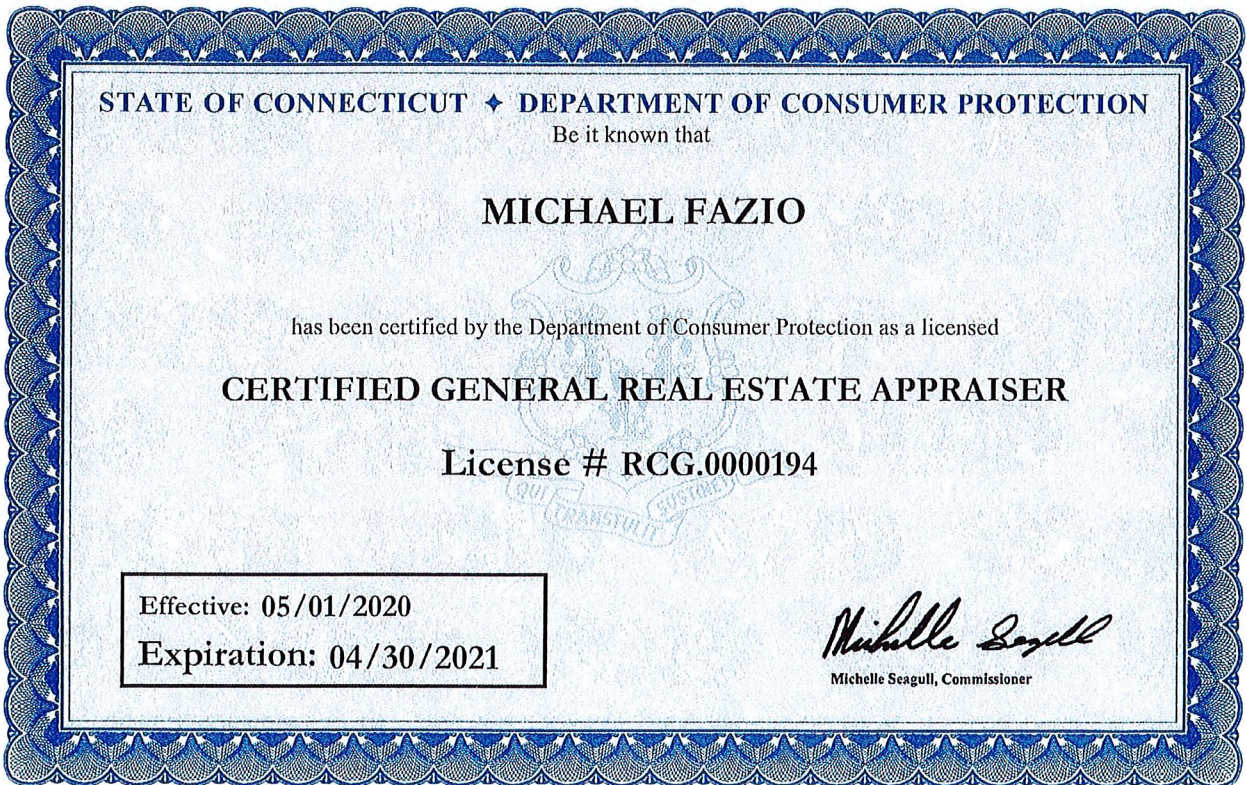 STATE OF CONNECTICUT ✦ DEPARTMENT OF CONSUMER PROTECTION
Be it known that
MICHAEL FAZIO
has been certified by the Department of Consumer Protection as a licensed
CERTIFIED GENERAL REAL ESTATE APPRAISER
License # RCG.0000194
QUI TRANSTULIT SUSTINET
Effective: 05/01/2020
Expiration: 04/30/2021
Michelle Seagull
Michelle Seagull, Commissioner